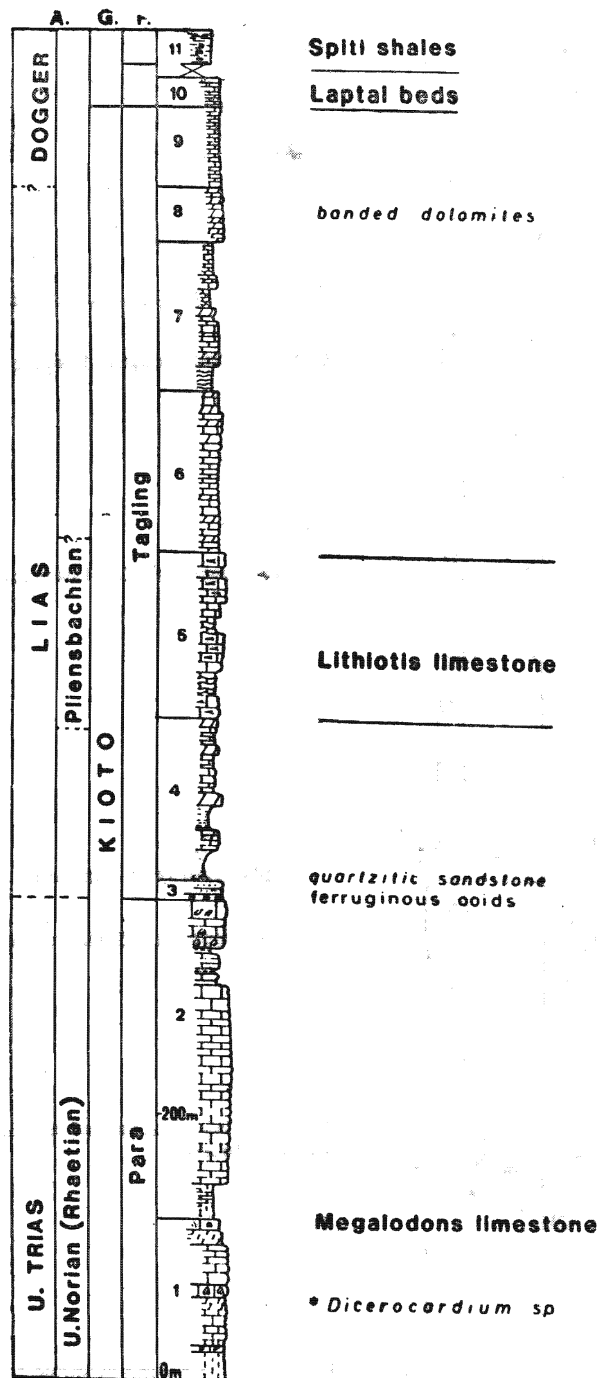 A. G. r.
11 Spiti shales
10 Laptal beds
DOGGER
9
?
8 banded dolomites
7
6
Tagling
?
LIAS
Pliensbachian
5 Lithiotis limestone
KIOTO
4
3 quartzitic sandstone
ferruginous ooids
2
200m
Para
U. TRIAS
U.Norian (Rhaetian)
Megalodons limestone
1
* Dicerocardium sp
0m